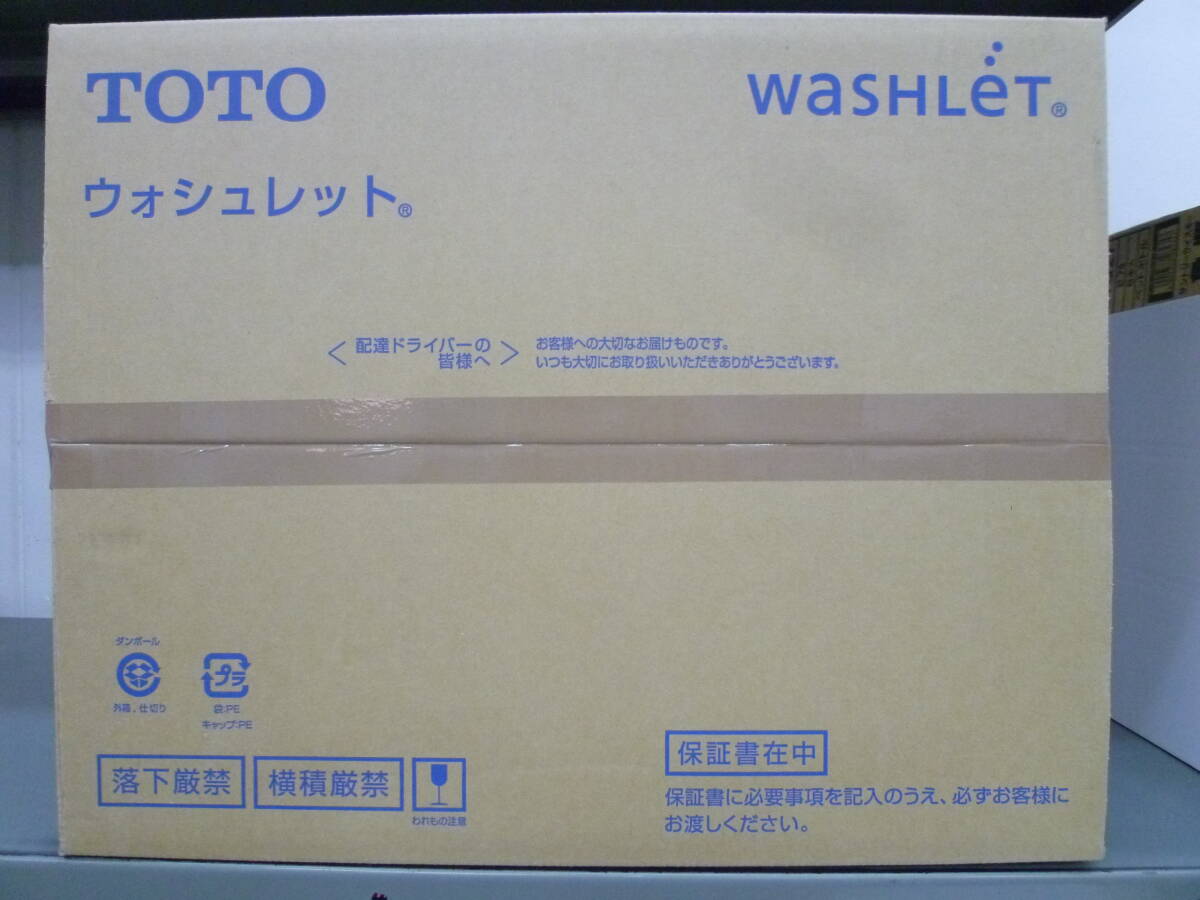 TOTO
WASHLET®
ウォシュレット®
＜配達ドライバーの皆様へ＞
お客様への大切なお届けものです。
いつも大切にお取り扱いいただきありがとうございます。
ダンボール
外箱、仕切り
プラ
袋:PE
キャップ:PE
落下厳禁
横積厳禁
われもの注意
保証書在中
保証書に必要事項を記入のうえ、必ずお客様に
お渡しください。